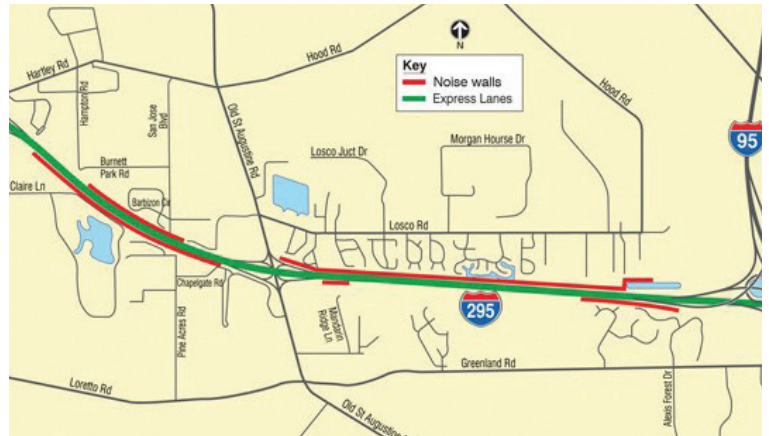 N
Key
Noise walls
Express Lanes
Hood Rd
Hood Rd
Hartley Rd
Hampton Rd
San Jose
Blvd
Old St Augustine Rd
95
Losco Juct Dr
Morgan Hourse Dr
Burnett
Park Rd
Claire Ln
Barbizon Cir
Losco Rd
Chapelgate Rd
295
Pine Acres Rd
Mandarin
Ridge Ln
Greenland Rd
Loretto Rd
Alexis Forest Dr
Old St Augustine